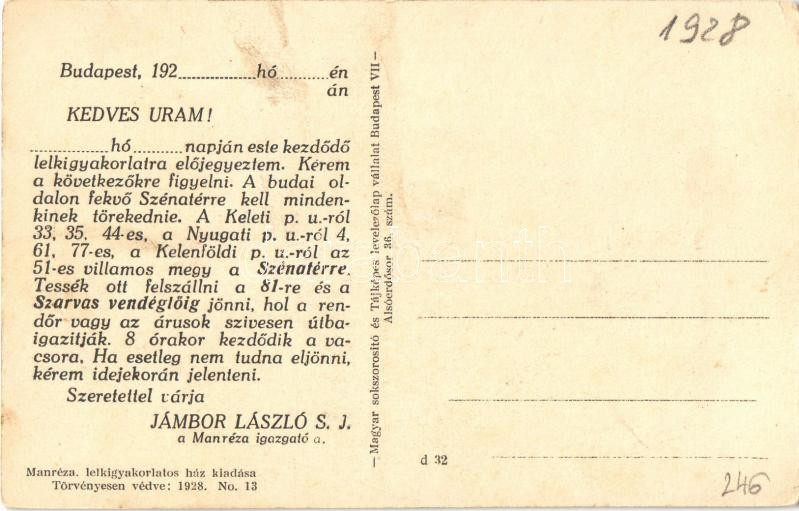 1928
Budapest, 192................hó..........én
án
KEDVES URAM!
................hó..........napján este kezdődő
lelkigyakorlatra előjegyeztem. Kérem
a következőkre figyelni. A budai ol-
dalon fekvő Szénatérre kell minden-
kinek törekednie. A Keleti p. u.-ról
33, 35, 44-es, a Nyugati p. u.-ról 4,
61, 77-es, a Kelenföldi p. u.-ról az
51-es villamos megy a Szénatérre.
Tessék ott felszállni a 81-re és a
Szarvas vendéglőig jönni, hol a ren-
dőr vagy az árusok szivesen útba-
igazitják. 8 órakor kezdődik a va-
csora. Ha esetleg nem tudna eljönni,
kérem idejekorán jelenteni.
Szeretettel várja
JÁMBOR LÁSZLÓ S. J.
a Manréza igazgatóa.
Manréza. lelkigyakorlatos ház kiadása
Törvényesen védve: 1928. No. 13
— Magyar sokszorositó és Tájképes levelezőlap vállalat Budapest VII —
Alsóerdősor 36. szám.
d 32
246